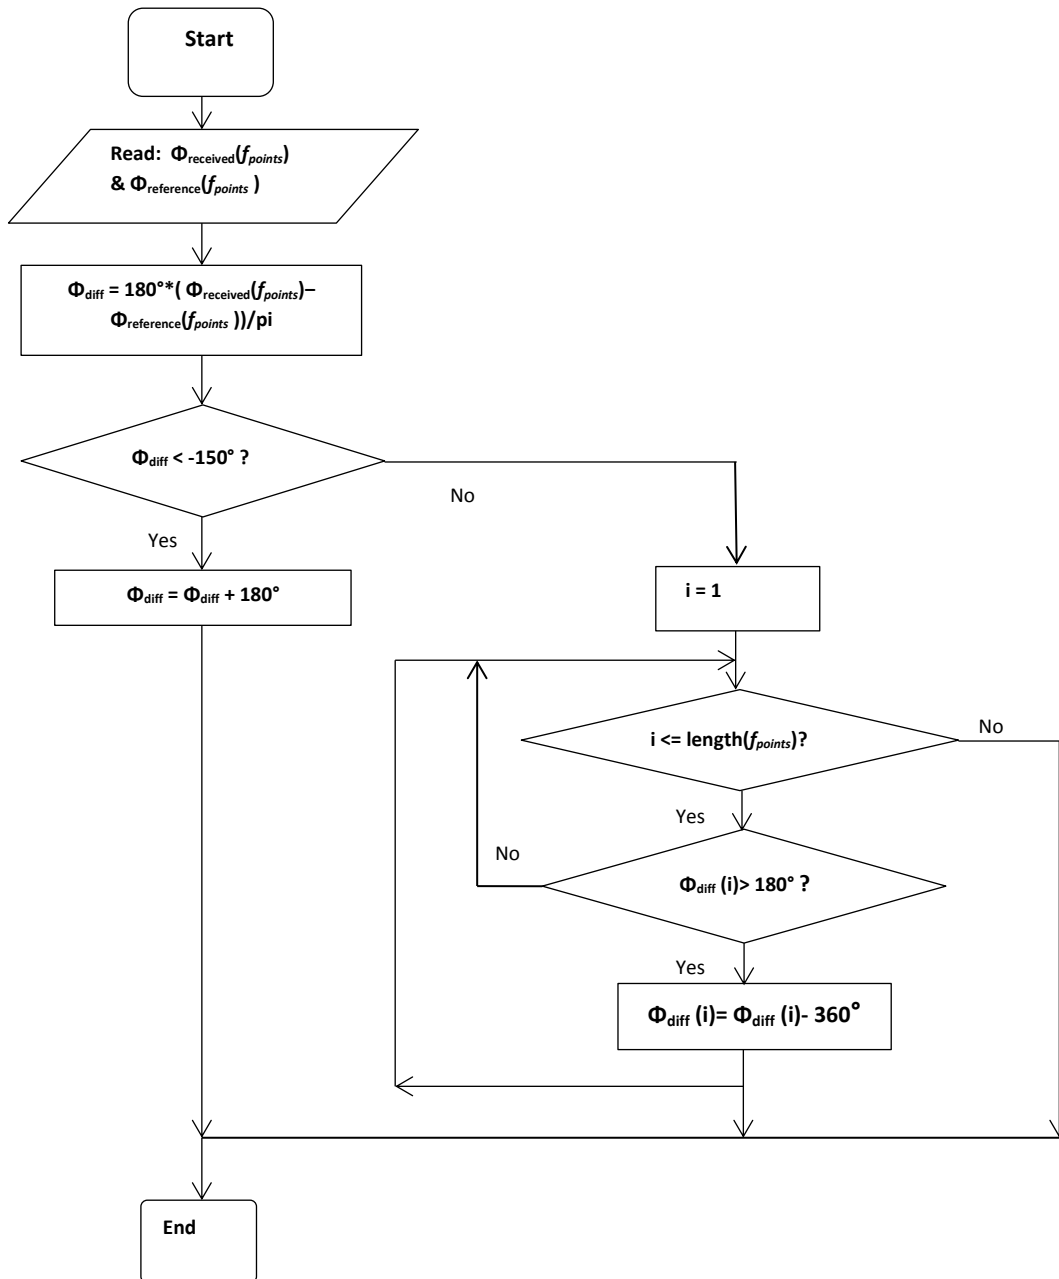 Start
Read: Φreceived(fpoints)
& Φreference(fpoints )
Φdiff = 180°*( Φreceived(fpoints)–
Φreference(fpoints ))/pi
Φdiff < -150° ?
No
Yes
Φdiff = Φdiff + 180°
i = 1
i <= length(fpoints)?
No
Yes
No
Φdiff (i)> 180° ?
Yes
Φdiff (i)= Φdiff (i)- 360°
End